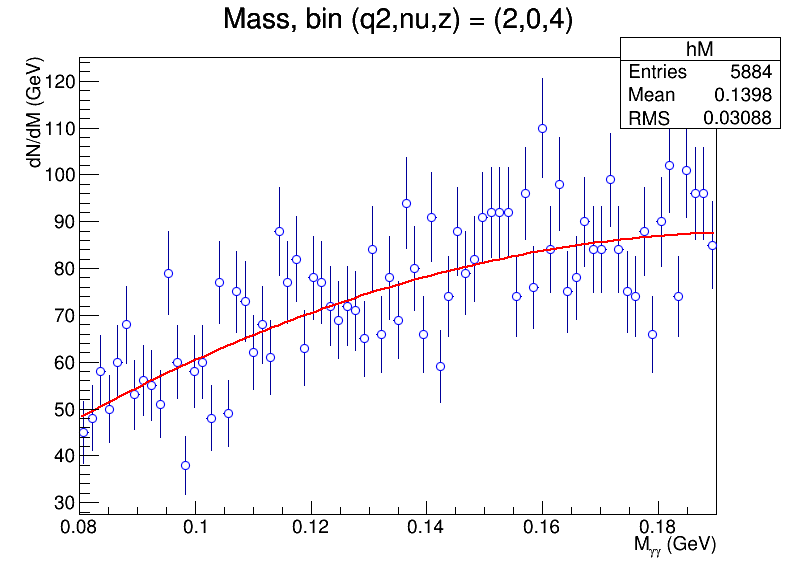 Mass, bin (q2,nu,z) = (2,0,4)
hM
Entries 5884
Mean 0.1398
RMS 0.03088
dN/dM (GeV)
120
110
100
90
80
70
60
50
40
30
0.08 0.1 0.12 0.14 0.16 0.18
Mγγ (GeV)